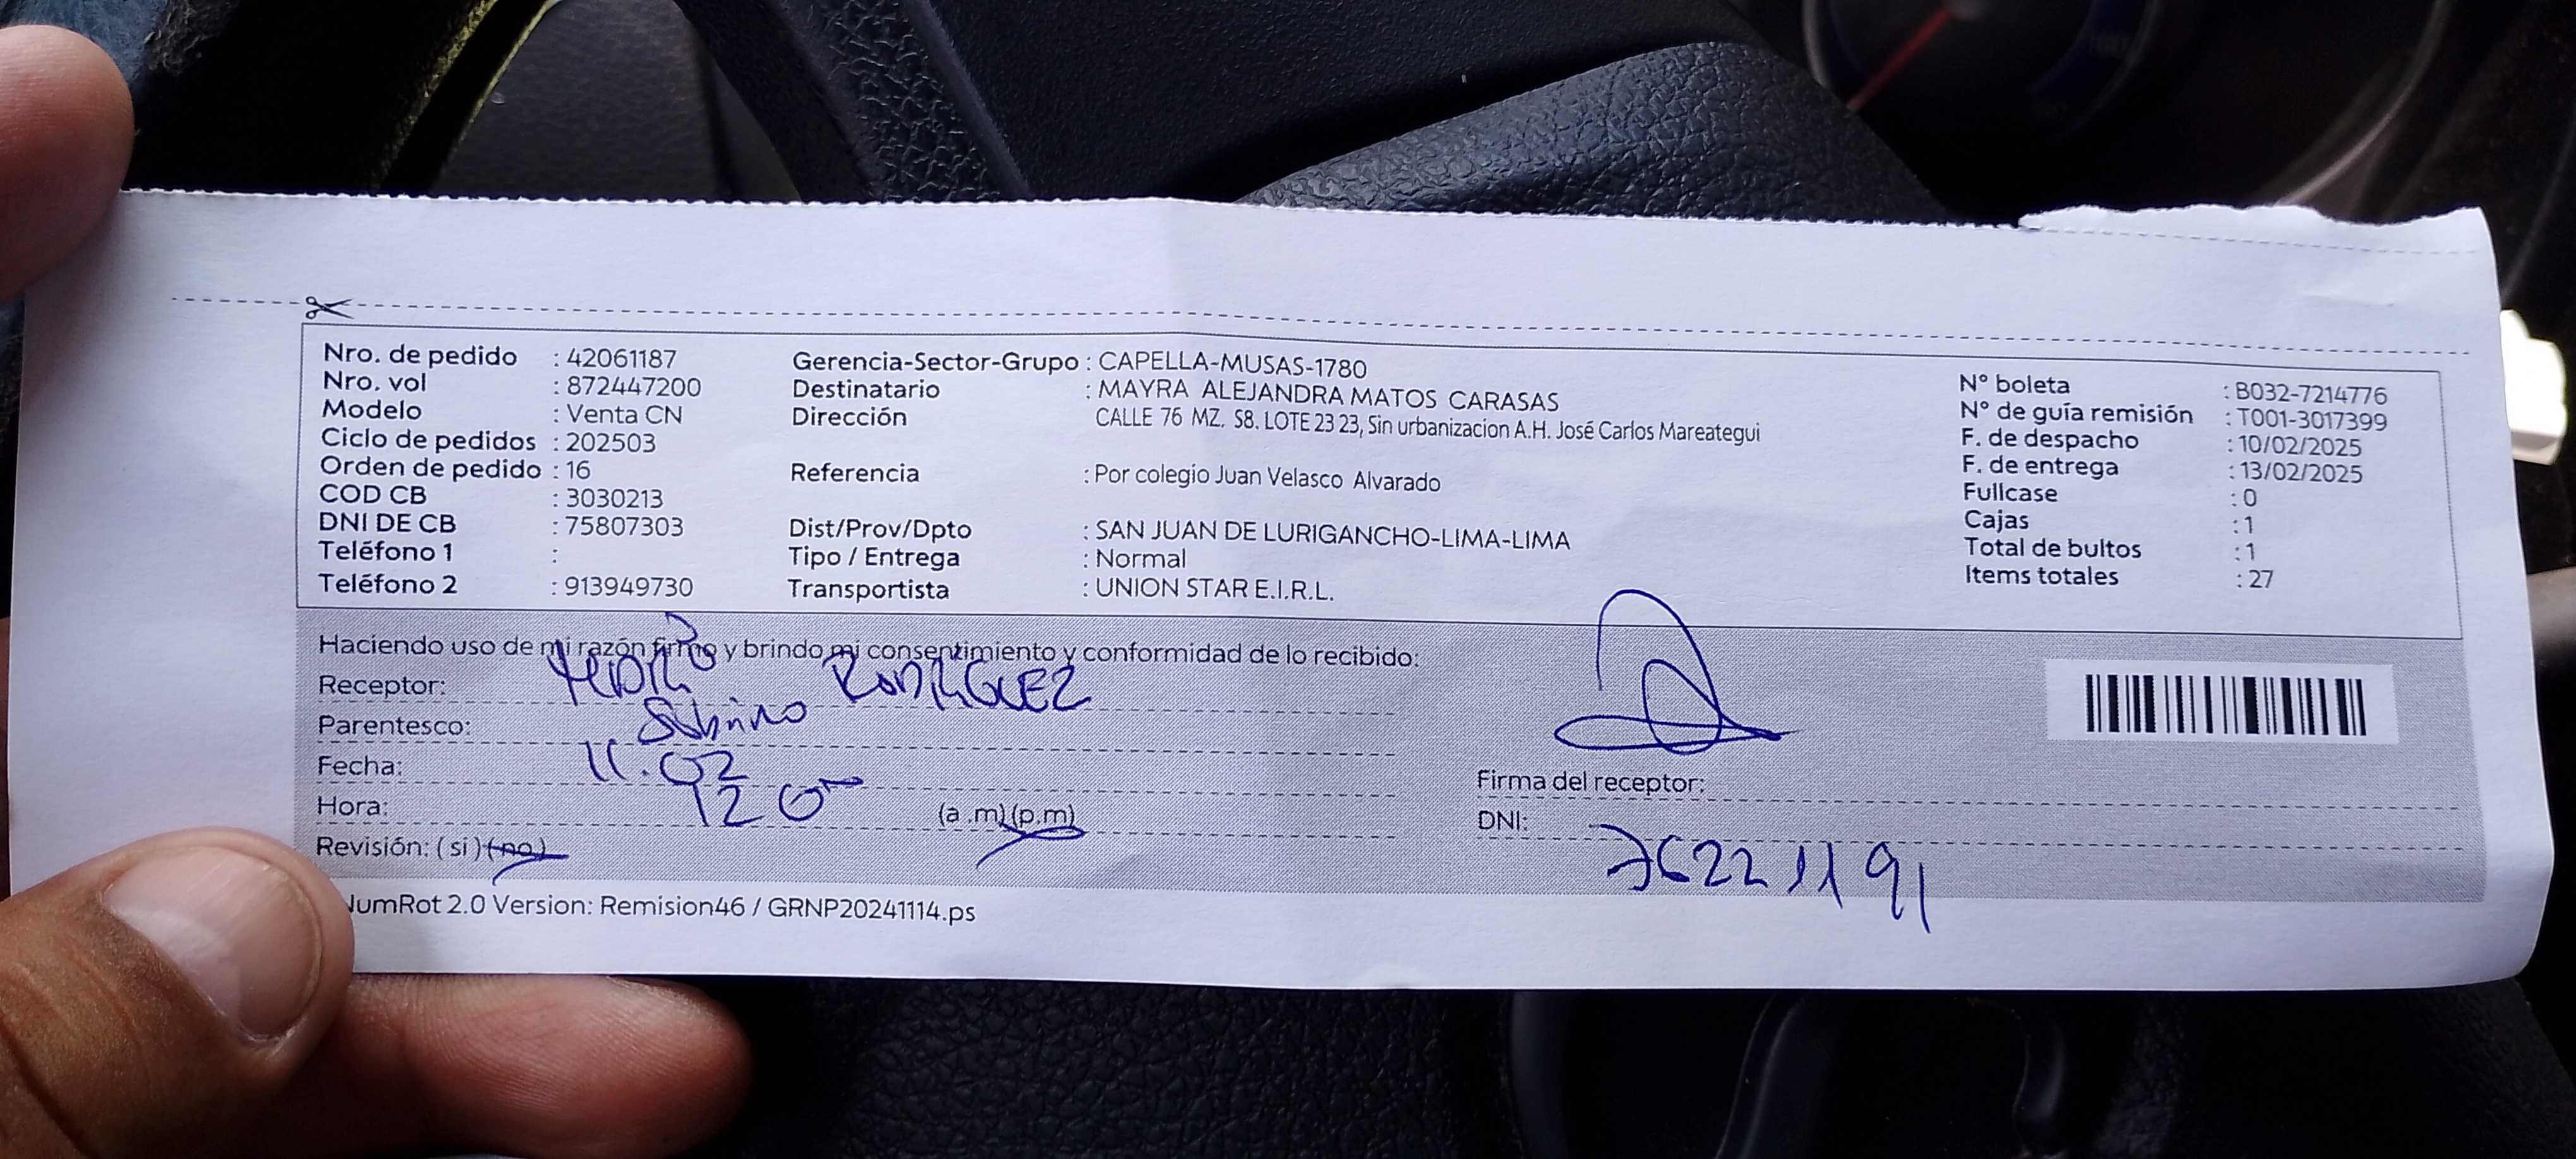 Nro. de pedido : 42061187
Nro. vol : 872447200
Modelo : Venta CN
Ciclo de pedidos : 202503
Orden de pedido : 16
COD CB : 3030213
DNI DE CB : 75807303
Teléfono 1 :
Teléfono 2 : 913949730
Gerencia-Sector-Grupo : CAPELLA-MUSAS-1780
Destinatario : MAYRA ALEJANDRA MATOS CARASAS
Dirección CALLE 76 MZ. S8. LOTE 23 23, Sin urbanizacion A.H. José Carlos Mareategui
Referencia : Por colegio Juan Velasco Alvarado
Dist/Prov/Dpto : SAN JUAN DE LURIGANCHO-LIMA-LIMA
Tipo / Entrega : Normal
Transportista : UNION STAR E.I.R.L.
N° boleta : B032-7214776
N° de guía remisión : T001-3017399
F. de despacho : 10/02/2025
F. de entrega : 13/02/2025
Fullcase : 0
Cajas : 1
Total de bultos : 1
Items totales : 27
Haciendo uso de mi razón firmo y brindo mi consentimiento y conformidad de lo recibido:
Receptor: RODRIGUEZ
Parentesco: Sobrino
Fecha: 11.02
Hora: 12 00 (a .m)(p.m)
Revisión: ( si )(no)
Firma del receptor:
DNI: 76221191
NumRot 2.0 Version: Remision46 / GRNP20241114.ps